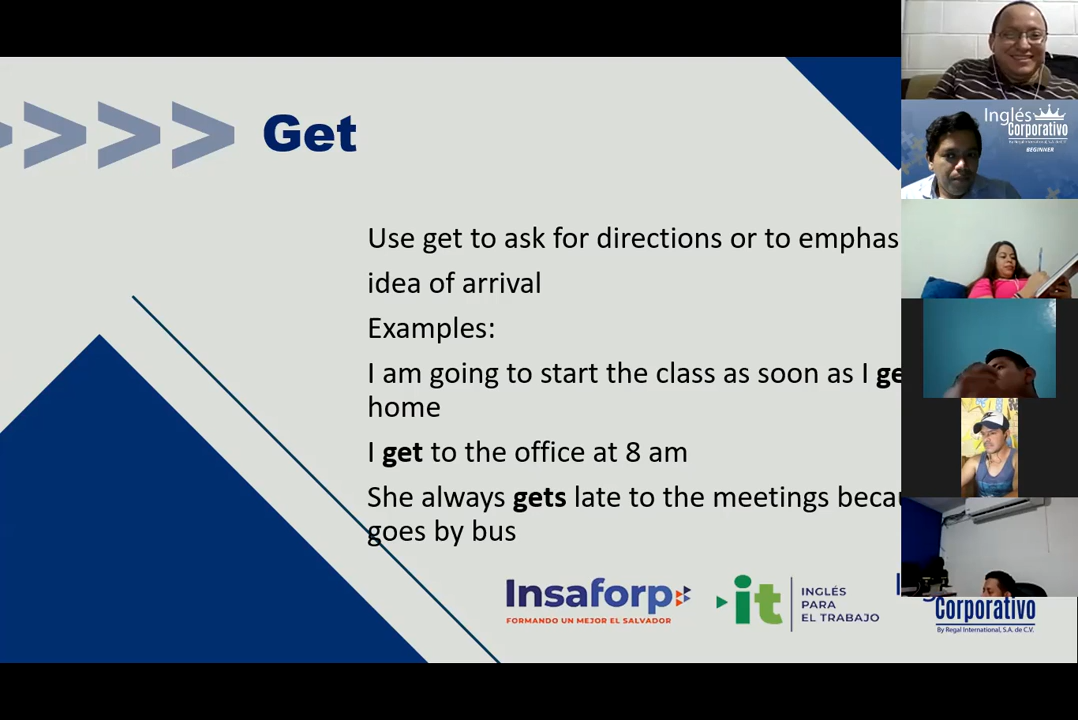 Get
Use get to ask for directions or to emphas
idea of arrival
Examples:
I am going to start the class as soon as I ge
home
I get to the office at 8 am
She always gets late to the meetings beca
goes by bus
Insaforp
FORMANDO UN MEJOR EL SALVADOR
it
INGLÉS
PARA
EL TRABAJO
Corporativo
By Regal International, S.A. de C.V.
Inglés
Corporativo
BEGINNER